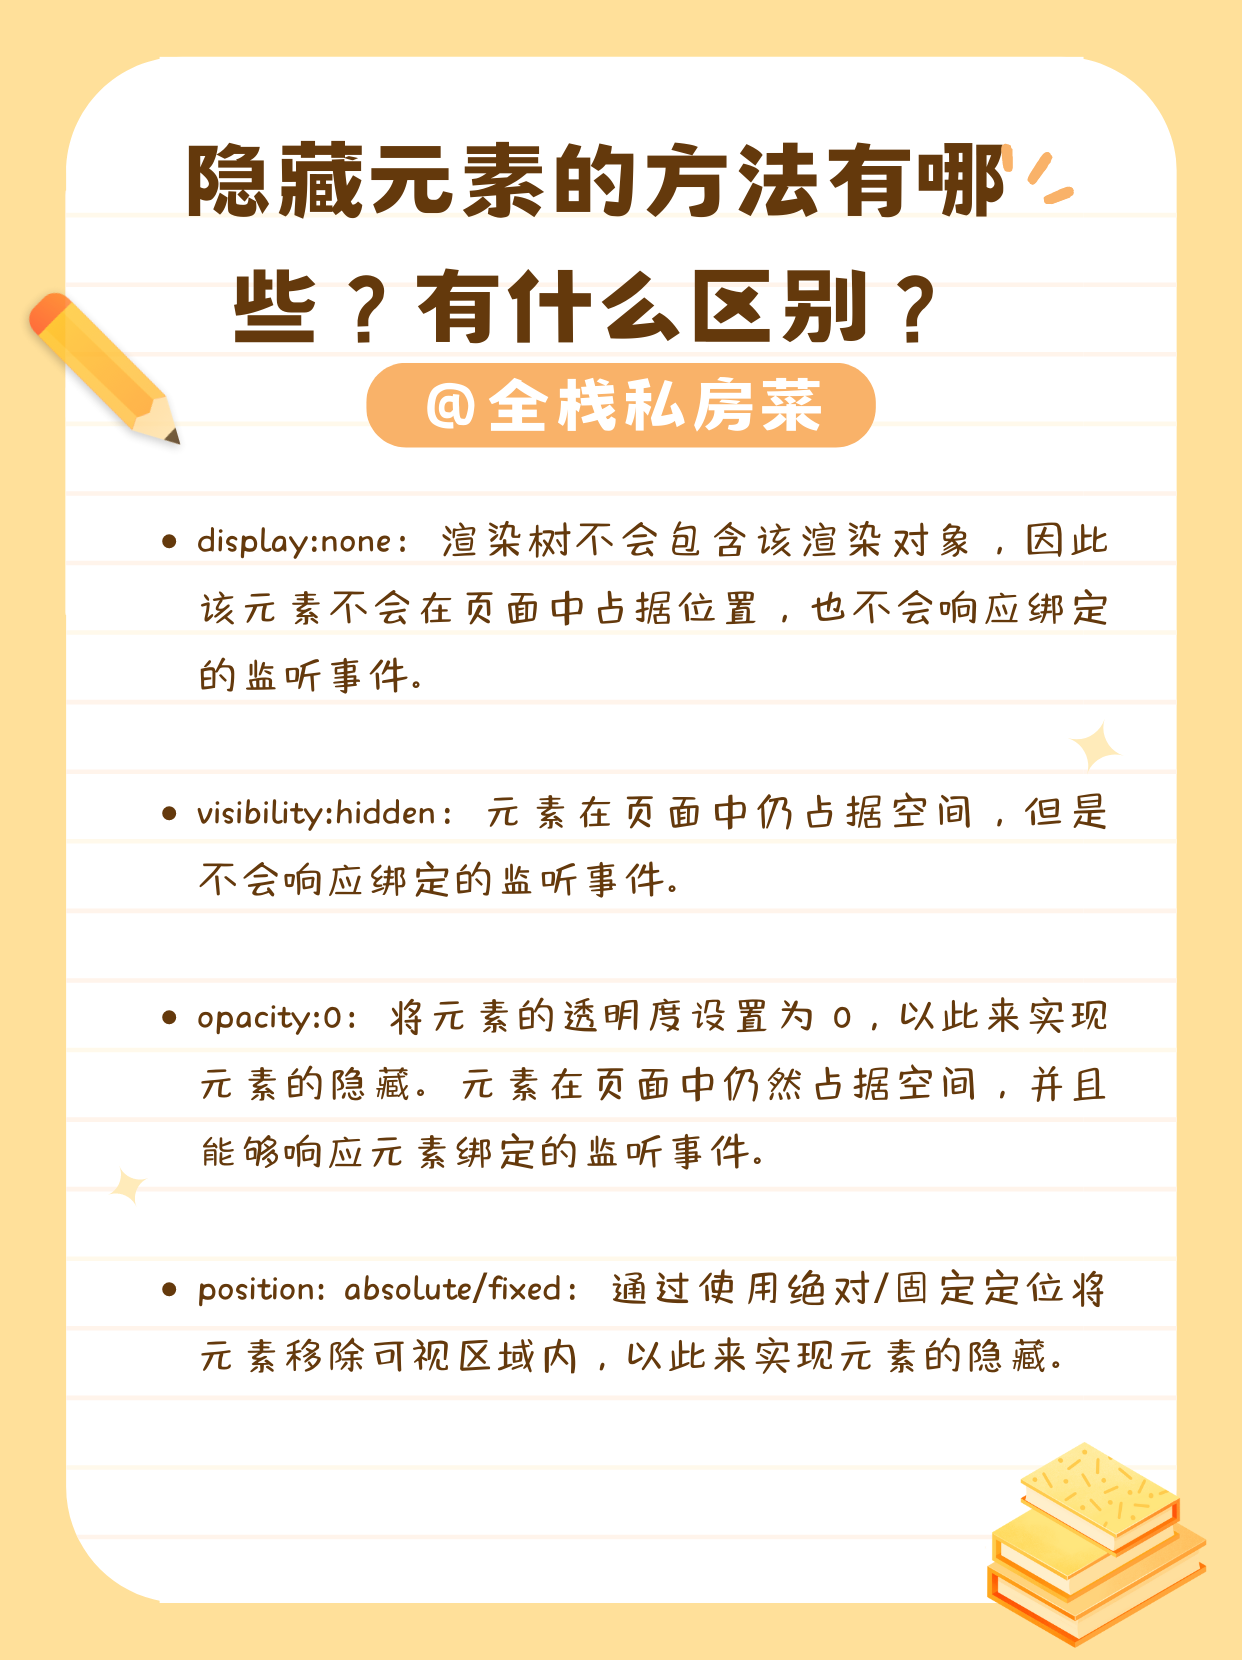 隐藏元素的方法有哪
些？有什么区别？
@全栈私房菜
• display:none： 渲染树不会包含该渲染对象，因此
该元素不会在页面中占据位置，也不会响应绑定
的监听事件。
• visibility:hidden： 元素在页面中仍占据空间，但是
不会响应绑定的监听事件。
• opacity:0： 将元素的透明度设置为 0，以此来实现
元素的隐藏。元素在页面中仍然占据空间，并且
能够响应元素绑定的监听事件。
• position: absolute/fixed： 通过使用绝对/固定定位将
元素移除可视区域内，以此来实现元素的隐藏。